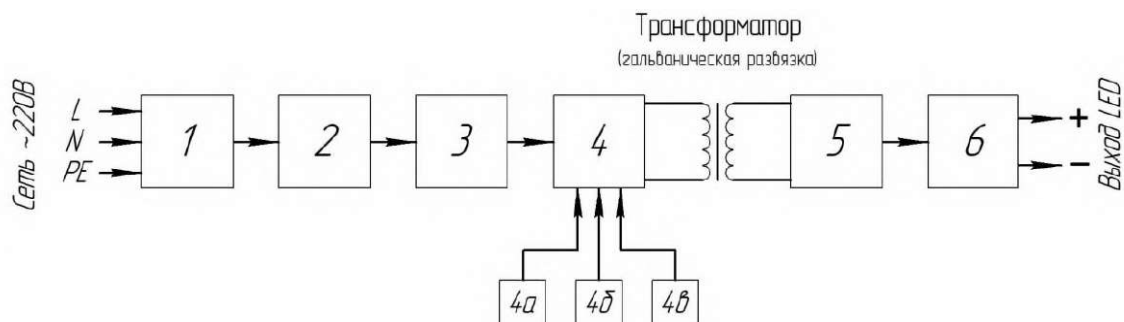 Трансформатор
(гальваническая развязка)
Сеть ~220В
L
N
PE
1
2
3
4
5
6
+
-
Выход LED
4а
4б
4в